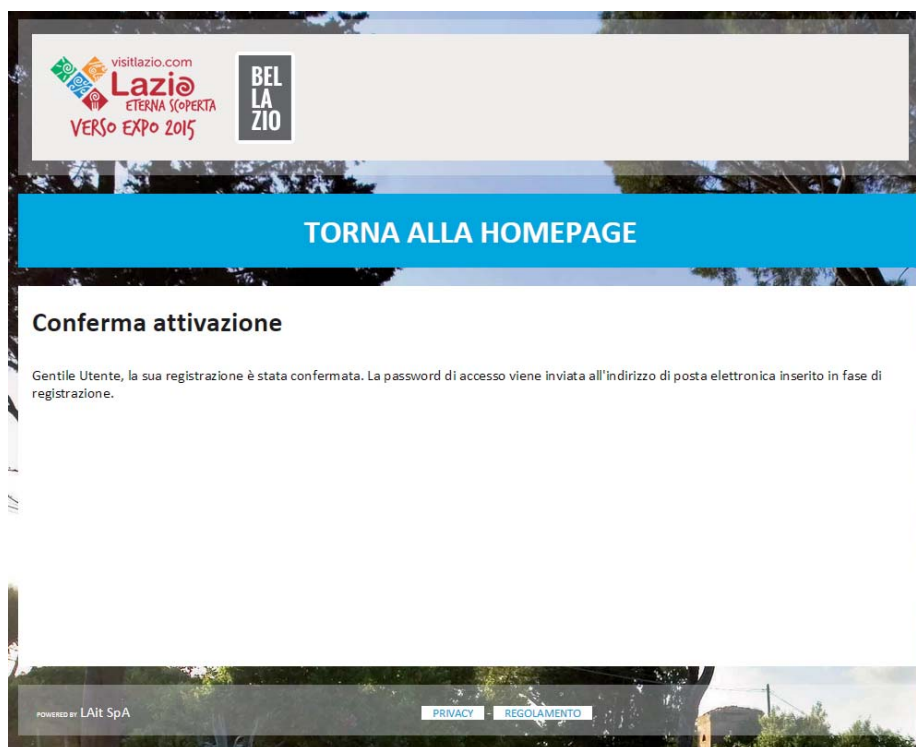 visitlazio.com
Lazio
ETERNA SCOPERTA
VERSO EXPO 2015
BEL
LA
ZIO
TORNA ALLA HOMEPAGE
Conferma attivazione
Gentile Utente, la sua registrazione è stata confermata. La password di accesso viene inviata all'indirizzo di posta elettronica inserito in fase di
registrazione.
POWERED BY LAit SpA
PRIVACY - REGOLAMENTO